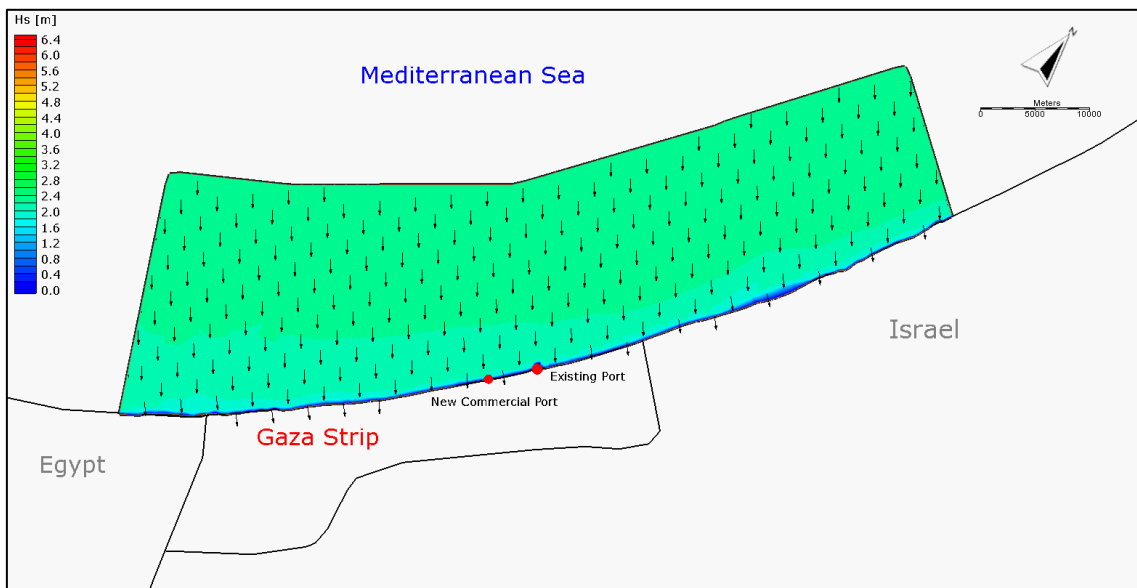 Hs [m]
6.4
6.0
5.6
5.2
4.8
4.4
4.0
3.6
3.2
2.8
2.4
2.0
1.6
1.2
0.8
0.4
0.0
Mediterranean Sea
N
Meters
0 5000 10000
Israel
Existing Port
New Commercial Port
Gaza Strip
Egypt